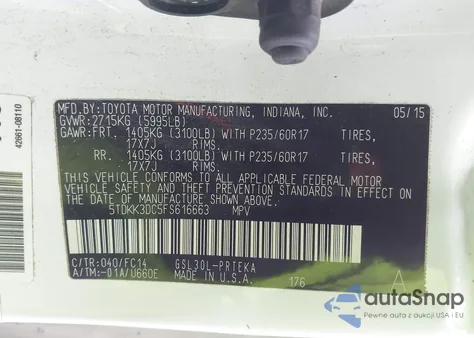 42661-08110
MFD.BY:TOYOTA MOTOR MANUFACTURING, INDIANA, INC. 05/15
GVWR:2715KG (5995LB)
GAWR:FRT. 1405KG (3100LB) WITH P235/60R17 TIRES,
17X7J RIMS.
RR. 1405KG (3100LB) WITH P235/60R17 TIRES,
17X7J RIMS.
THIS VEHICLE CONFORMS TO ALL APPLICABLE FEDERAL MOTOR
VEHICLE SAFETY, BUMPER, AND THEFT PREVENTION STANDARDS IN
EFFECT ON THE DATE OF MANUFACTURE SHOWN ABOVE.
5TDKK3DC5FS616663 MPV
C/TR:040/FC14 GSL30L-PRTEKA
A/TM:-01A/U660E MADE IN U.S.A. 176 A
autoSnap
Pewne auta z aukcji w USA i Kanadzie